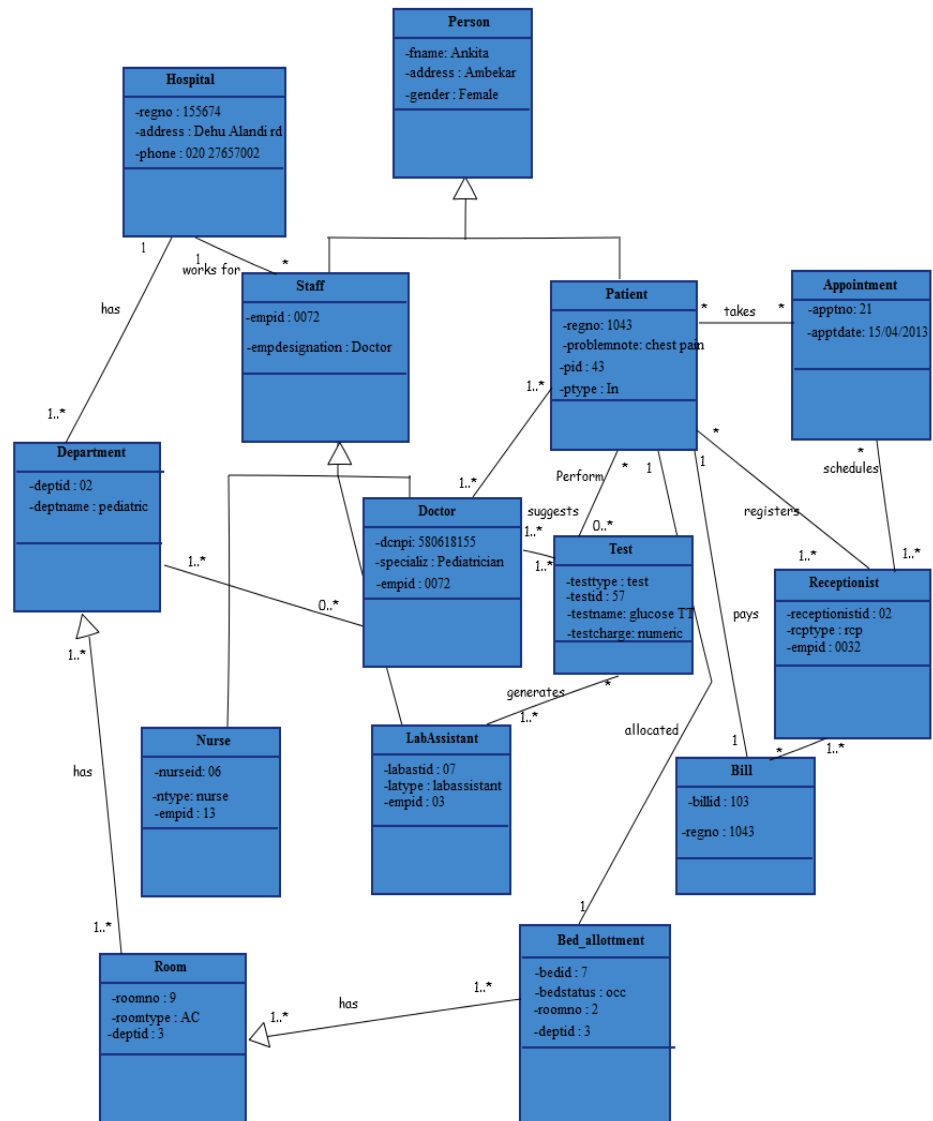 Person
-fname: Ankita
-address : Ambekar
-gender : Female
Hospital
-regno : 155674
-address : Dehu Alandi rd
-phone : 020 27657002
1
1
works for
*
has
1..*
Staff
-empid : 0072
-empdesignation : Doctor
Patient
-regno: 1043
-problemnote: chest pain
-pid : 43
-ptype : In
*
takes
*
Appointment
-apptno: 21
-apptdate: 15/04/2013
1..*
1..*
*
Perform
0..*
1
1
*
registers
1..*
*
schedules
1..*
Department
-deptid : 02
-deptname : pediatric
1..*
0..*
Doctor
-dcnpi: 580618155
-specializ : Pediatrician
-empid : 0072
suggests
1..*
1..*
Test
-testtype : test
-testid : 57
-testname: glucose TT
-testcharge: numeric
Receptionist
-receptionistid : 02
-rcptype : rcp
-empid : 0032
pays
1..*
has
1..*
generates
*
1..*
allocated
1
*
1..*
Nurse
-nurseid: 06
-ntype: nurse
-empid : 13
LabAssistant
-labastid : 07
-latype : labassistant
-empid : 03
Bill
-billid : 103
-regno : 1043
1
Room
-roomno : 9
-roomtype : AC
-deptid : 3
1..*
has
1..*
Bed_allottment
-bedid : 7
-bedstatus : occ
-roomno : 2
-deptid : 3